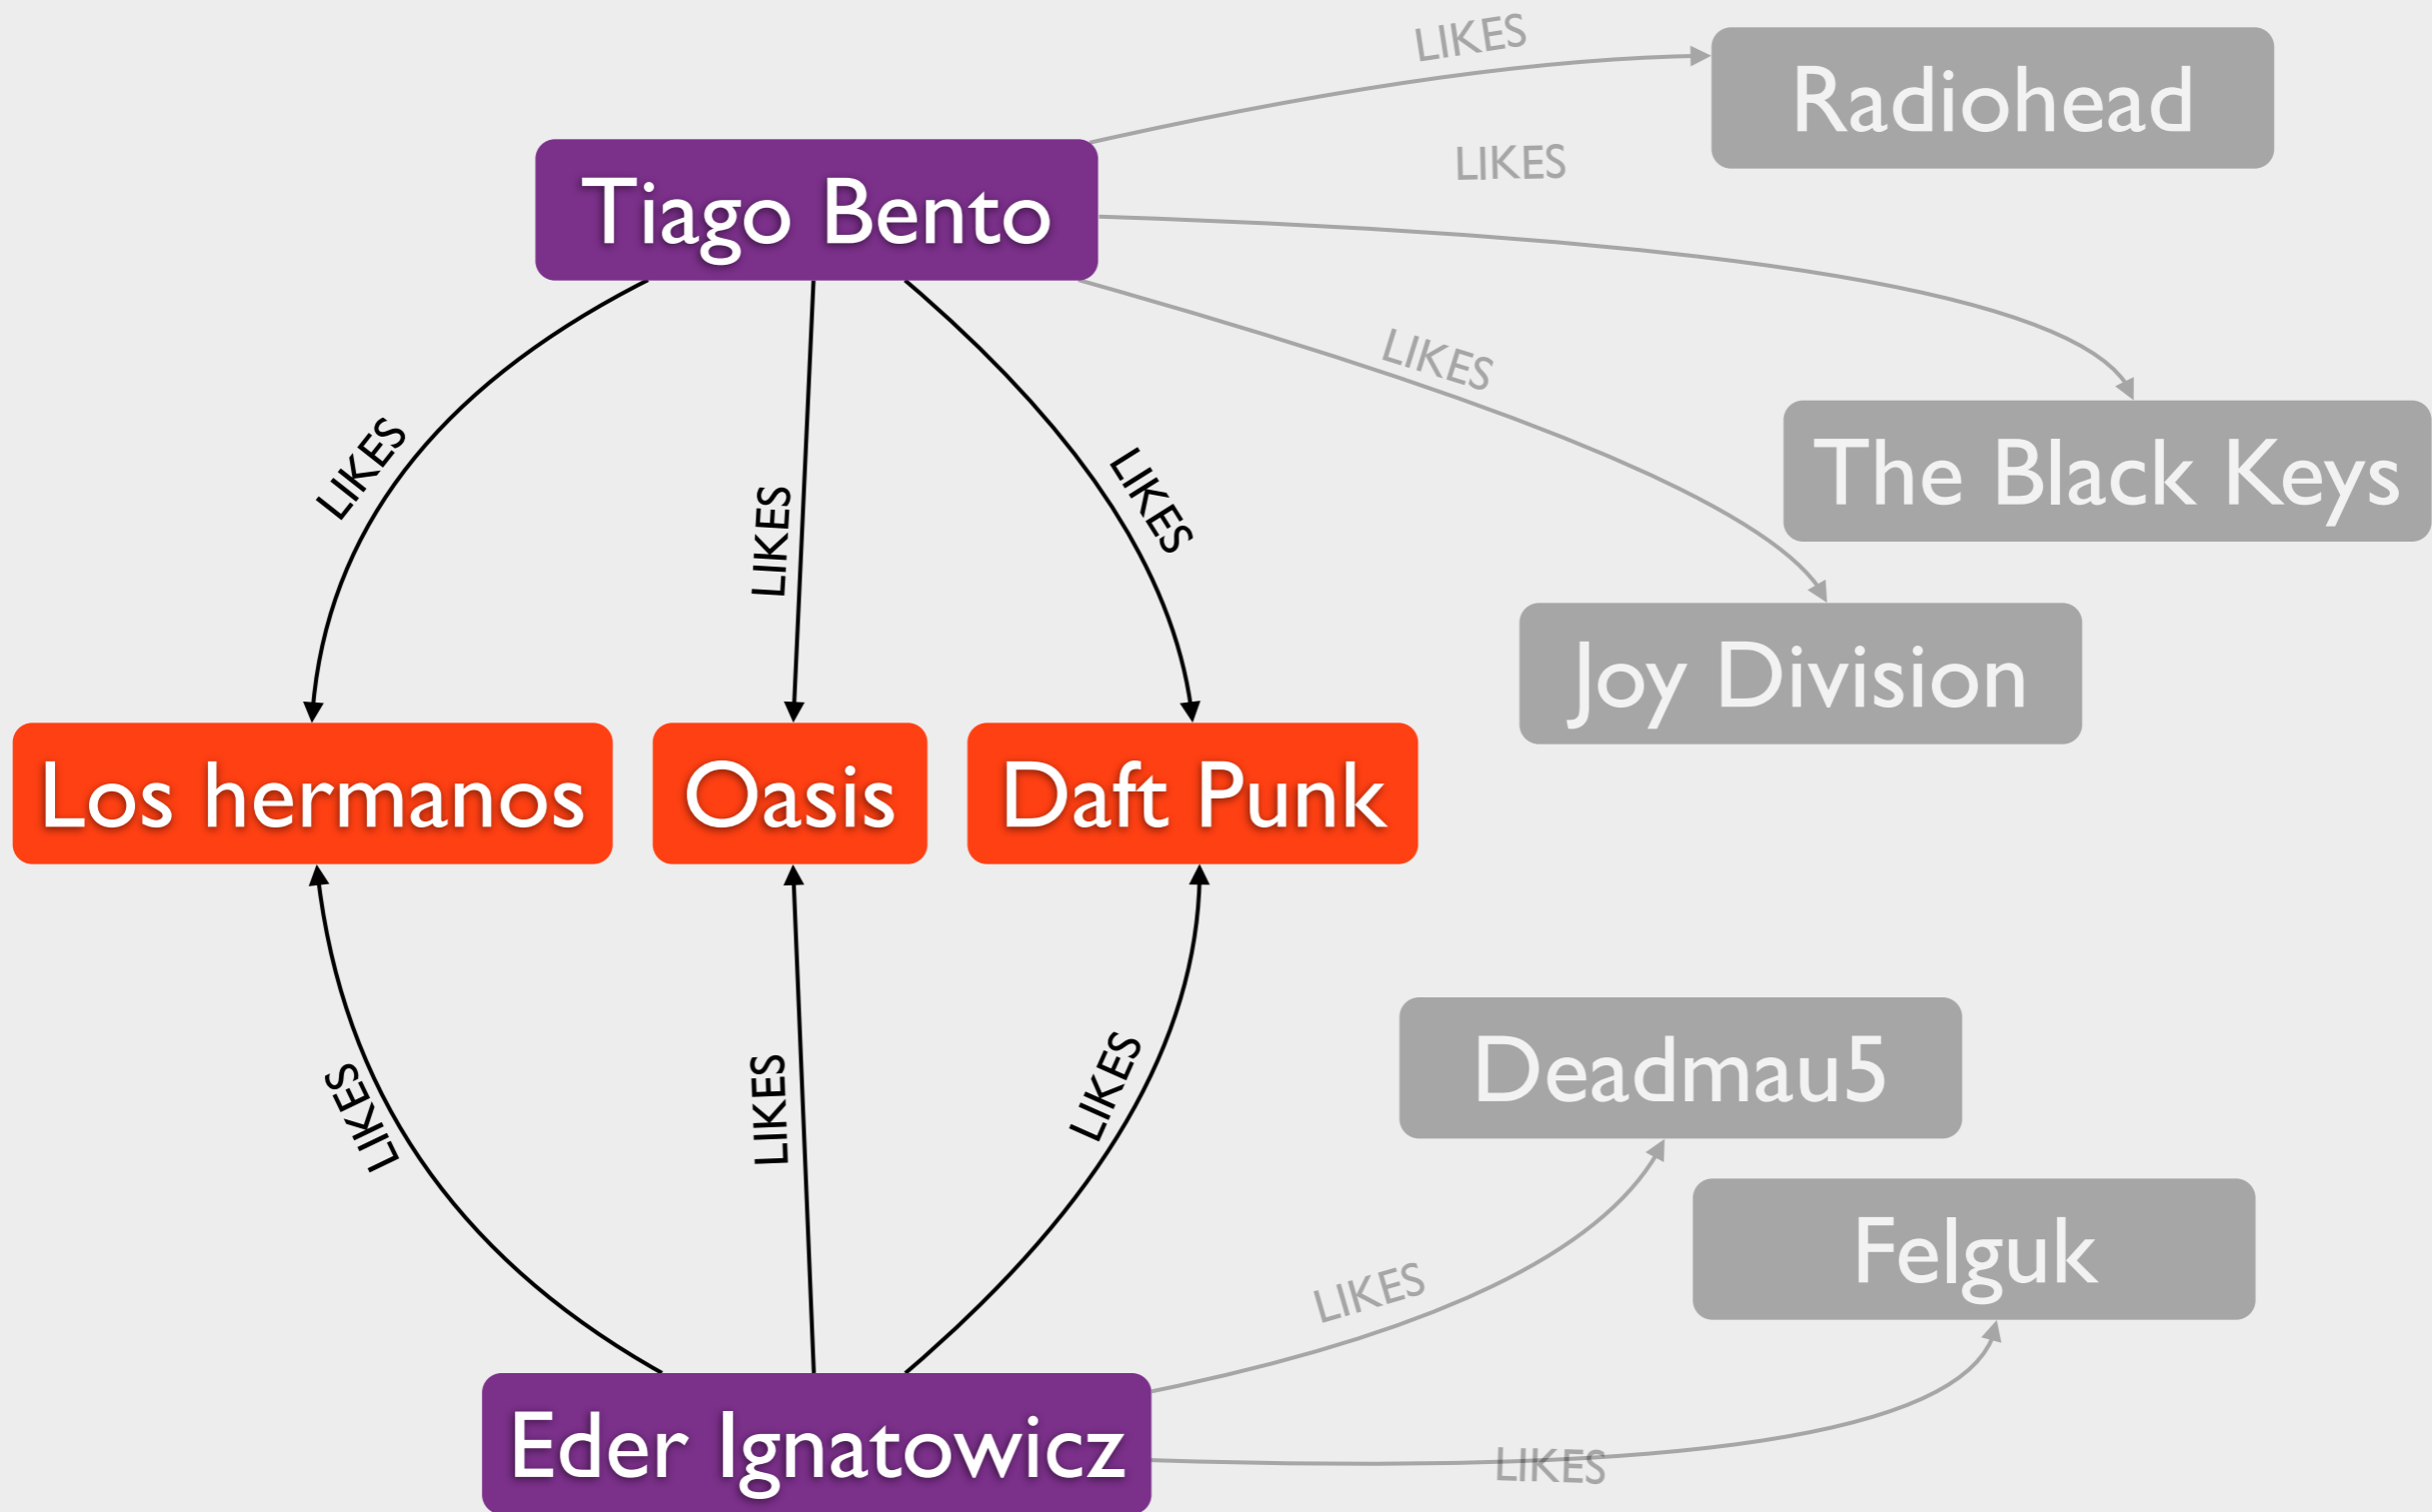 LIKES
Radiohead
Tiago Bento
LIKES
LIKES
The Black Keys
LIKES
LIKES
LIKES
Joy Division
Los hermanos
Oasis
Daft Punk
Deadmau5
LIKES
LIKES
LIKES
Felguk
LIKES
Eder Ignatowicz
LIKES